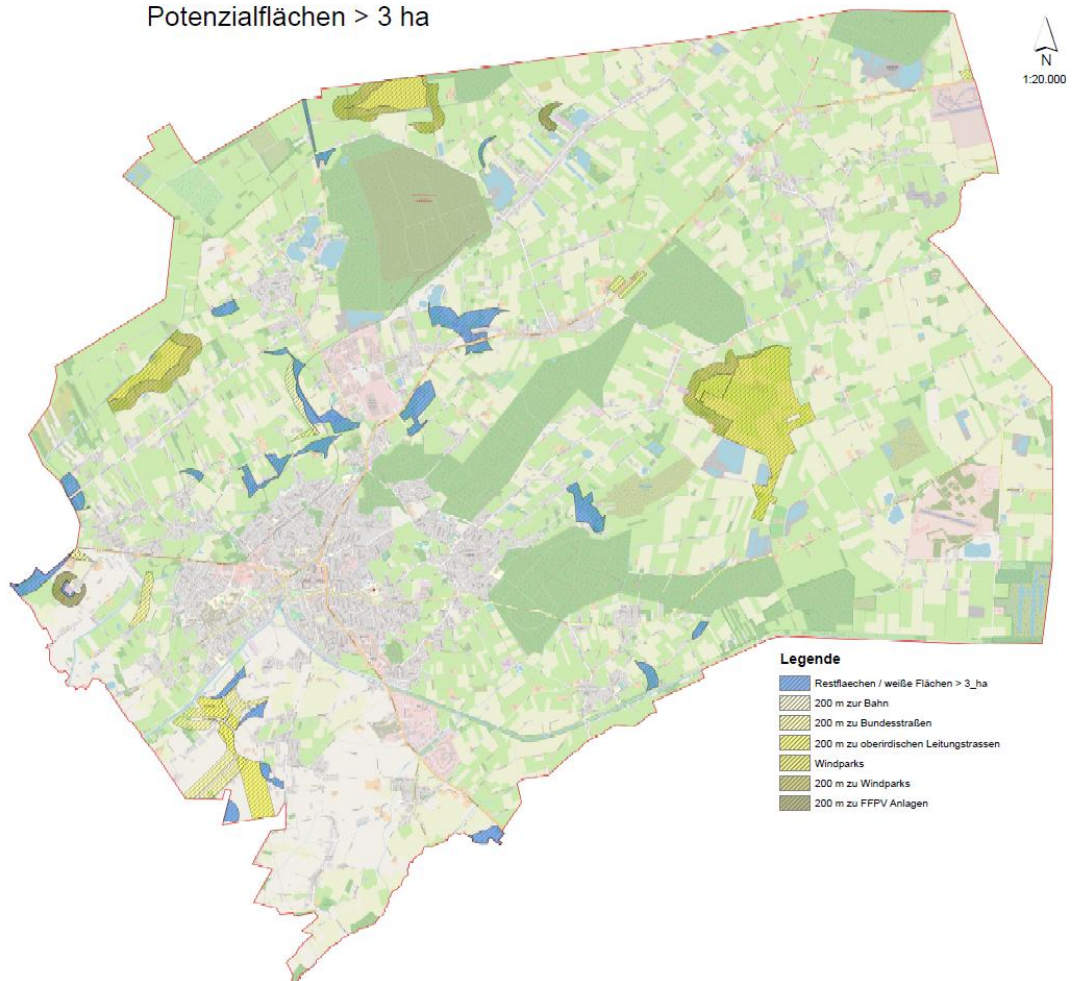 Potenzialflächen > 3 ha
N
1:20.000
Legende
Restflaechen / weiße Flächen > 3_ha
200 m zur Bahn
200 m zu Bundesstraßen
200 m zu oberirdischen Leitungstrassen
Windparks
200 m zu Windparks
200 m zu FFPV Anlagen